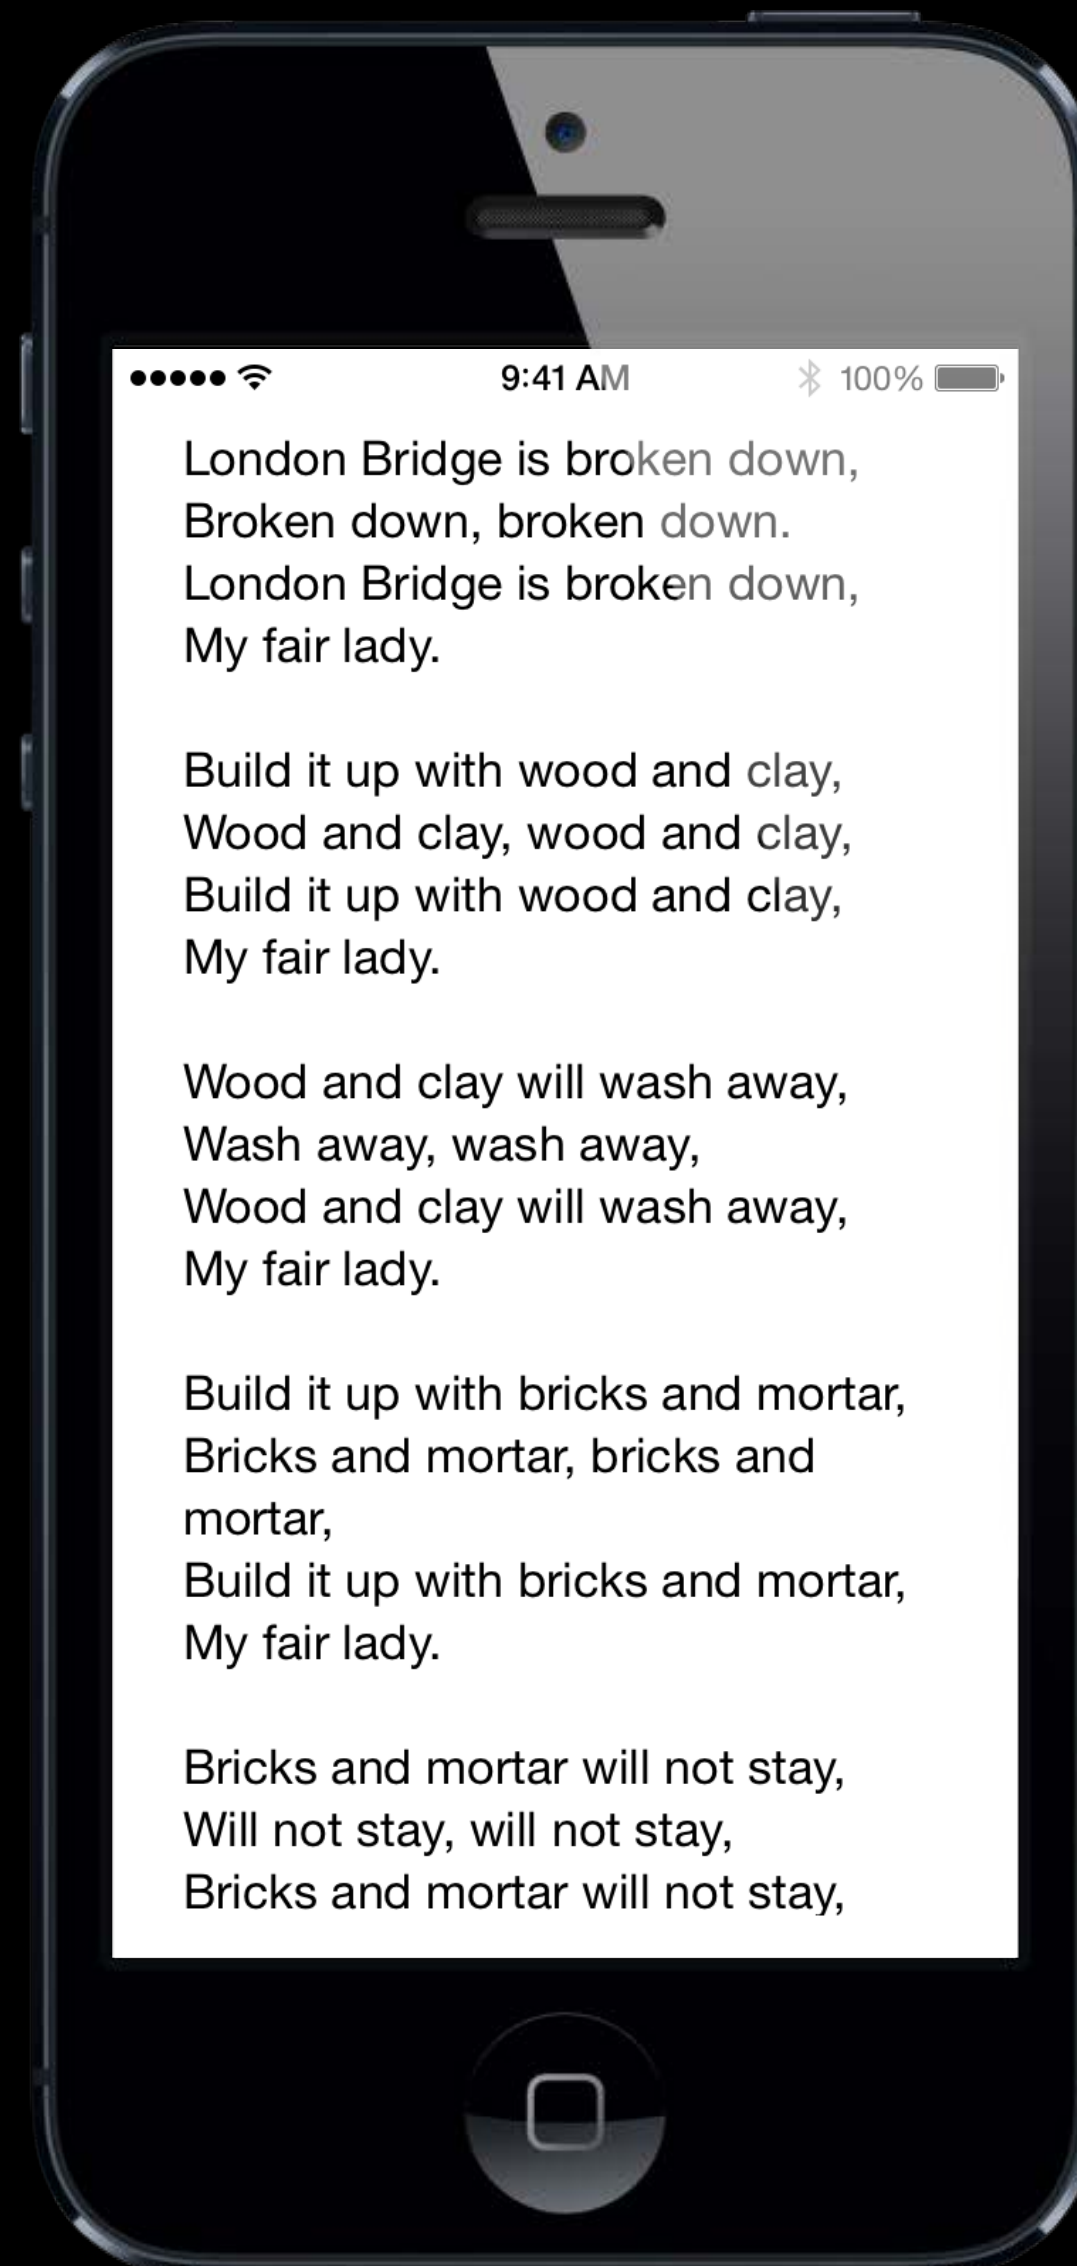 9:41 AM 100%
London Bridge is broken down,
Broken down, broken down.
London Bridge is broken down,
My fair lady.
Build it up with wood and clay,
Wood and clay, wood and clay,
Build it up with wood and clay,
My fair lady.
Wood and clay will wash away,
Wash away, wash away,
Wood and clay will wash away,
My fair lady.
Build it up with bricks and mortar,
Bricks and mortar, bricks and
mortar,
Build it up with bricks and mortar,
My fair lady.
Bricks and mortar will not stay,
Will not stay, will not stay,
Bricks and mortar will not stay,